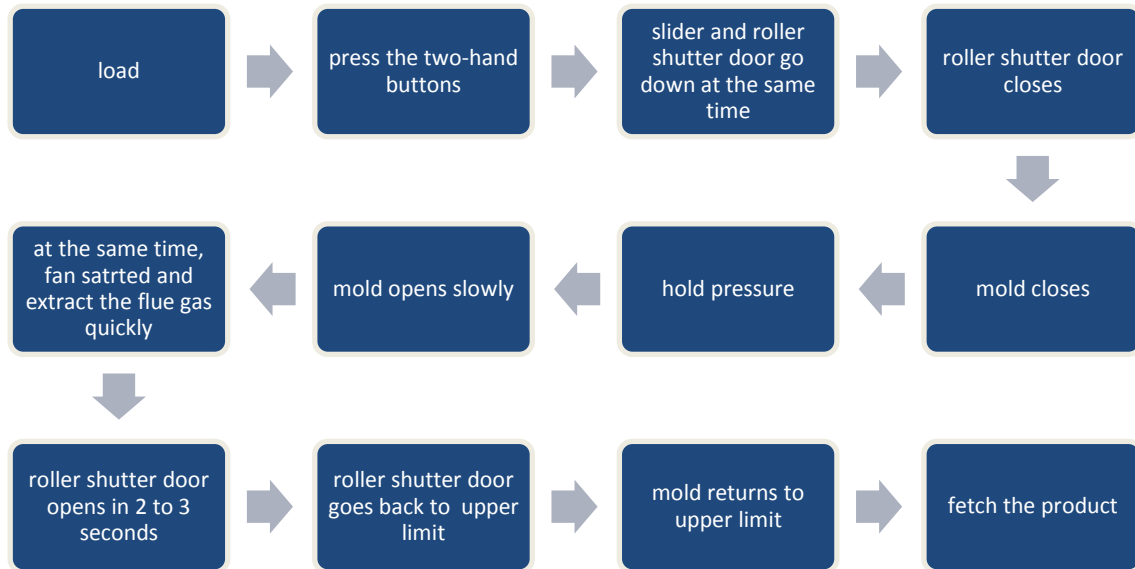 load
press the two-hand
buttons
slider and roller
shutter door go
down at the same
time
roller shutter door
closes
mold closes
hold pressure
mold opens slowly
at the same time,
fan satrted and
extract the flue gas
quickly
roller shutter door
opens in 2 to 3
seconds
roller shutter door
goes back to upper
limit
mold returns to
upper limit
fetch the product